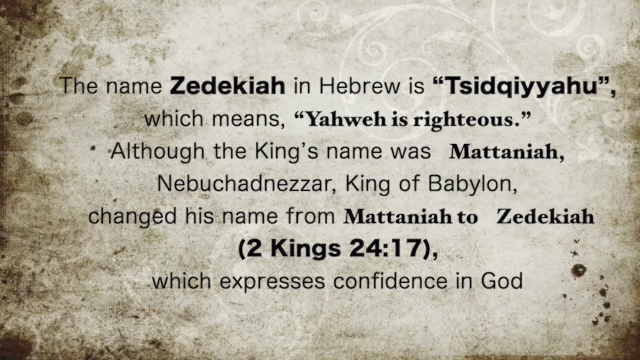 The name Zedekiah in Hebrew is “Tsidqiyyahu”,
which means, “Yahweh is righteous.”
Although the King’s name was Mattaniah,
Nebuchadnezzar, King of Babylon,
changed his name from Mattaniah to Zedekiah
(2 Kings 24:17),
which expresses confidence in God